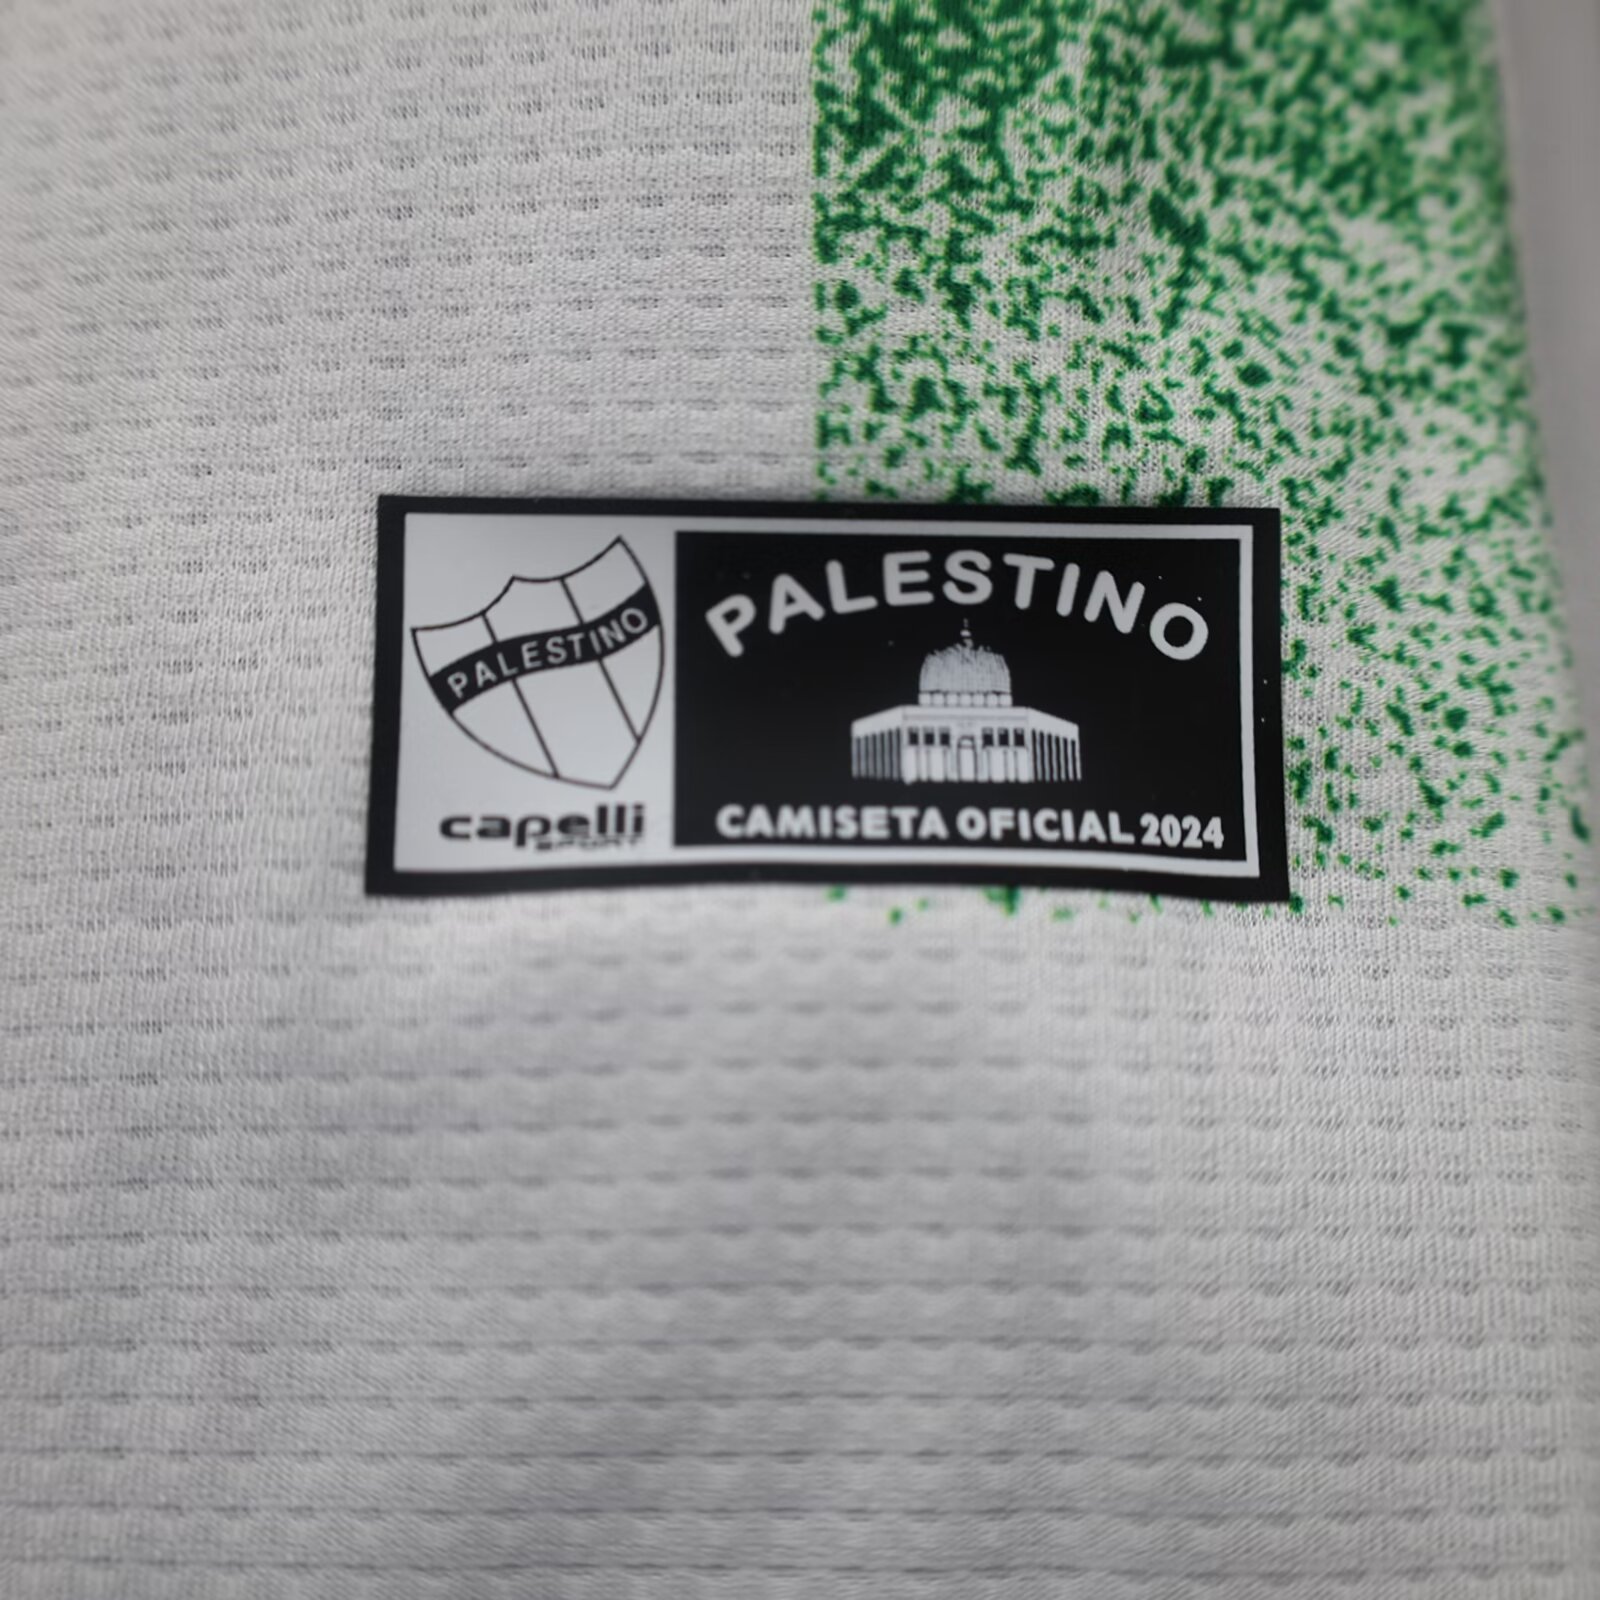 PALESTINO
capelli
SPORT
PALESTINO
CAMISETA OFICIAL 2024